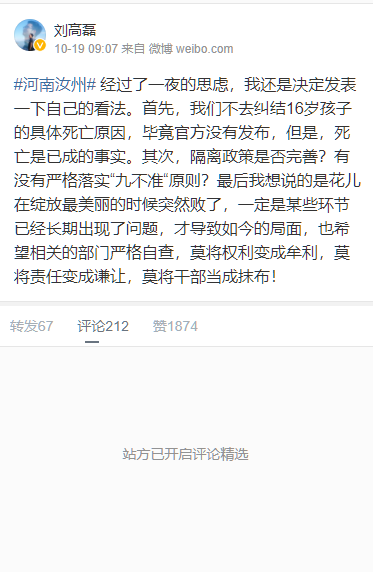 刘高磊
10-19 09:07 来自 微博 weibo.com
#河南汝州# 经过了一夜的思虑，我还是决定发表
一下自己的看法。首先，我们不去纠结16岁孩子
的具体死亡原因，毕竟官方没有发布，但是，死
亡是已成的事实。其次，隔离政策是否完善？有
没有严格落实“九不准“原则？最后我想说的是花儿
在绽放最美丽的时候突然败了，一定是某些环节
已经长期出现了问题，才导致如今的局面，也希
望相关的部门严格自查，莫将权利变成牟利，莫
将责任变成谦让，莫将干部当成抹布！
转发67 评论212 赞1874
站方已开启评论精选